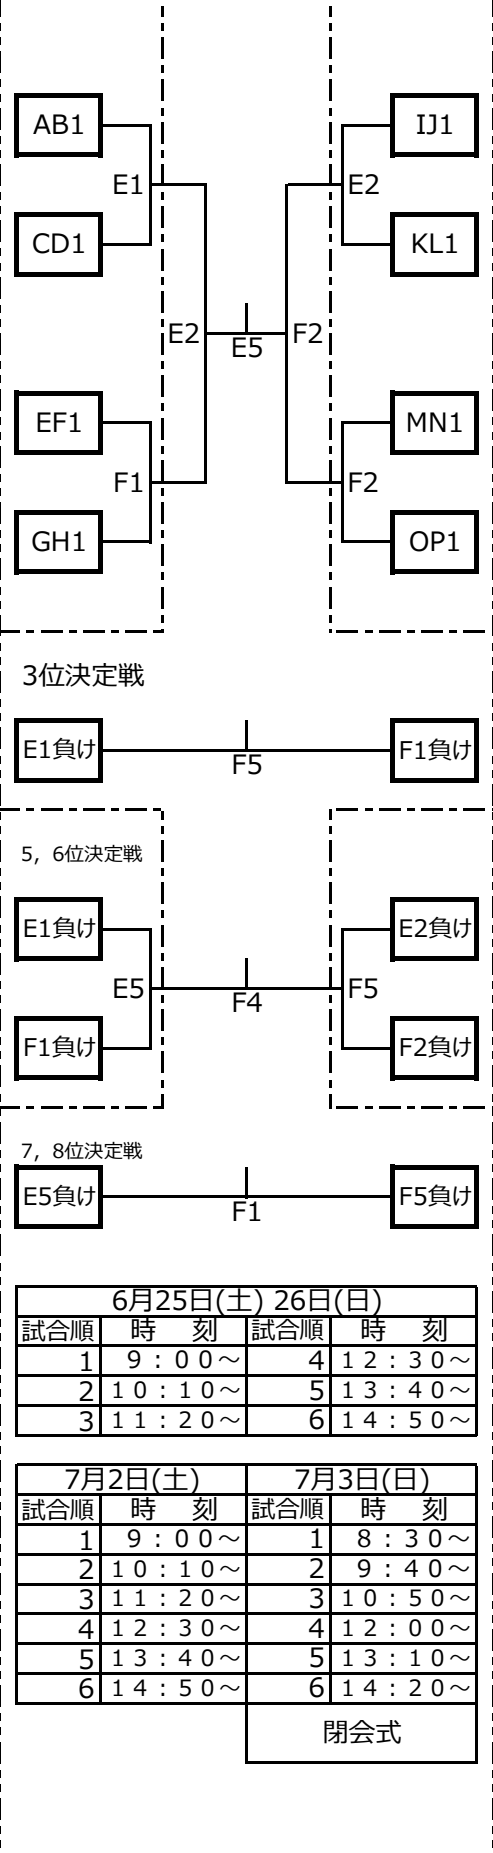 AB1
IJ1
E1
E2
CD1
KL1
E2
E5
F2
EF1
MN1
F1
F2
GH1
OP1
3位決定戦
E1負け
F1負け
F5
5，6位決定戦
E1負け
E2負け
E5
F4
F5
F1負け
F2負け
7，8位決定戦
E5負け
F5負け
F1
6月25日(土) 26日(日)
試合順 時 刻 試合順 時 刻
1 9：00～ 4 12：30～
2 10：10～ 5 13：40～
3 11：20～ 6 14：50～
7月2日(土) 7月3日(日)
試合順 時 刻 試合順 時 刻
1 9：00～ 1 8：30～
2 10：10～ 2 9：40～
3 11：20～ 3 10：50～
4 12：30～ 4 12：00～
5 13：40～ 5 13：10～
6 14：50～ 6 14：20～
閉会式